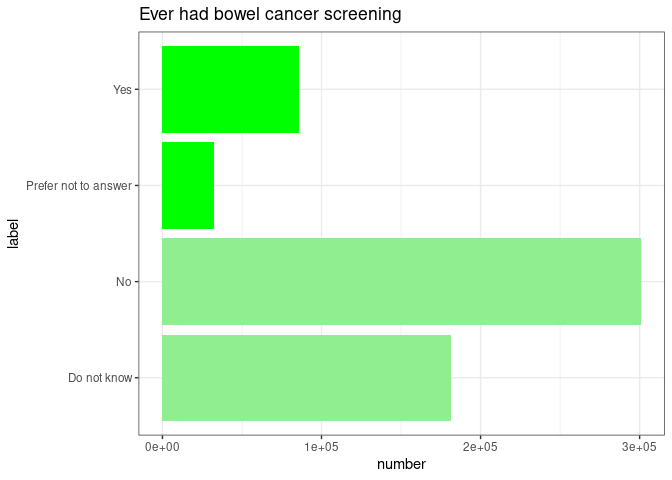 Ever had bowel cancer screening
Yes
Prefer not to answer
No
Do not know
label
0e+00 1e+05 2e+05 3e+05
number